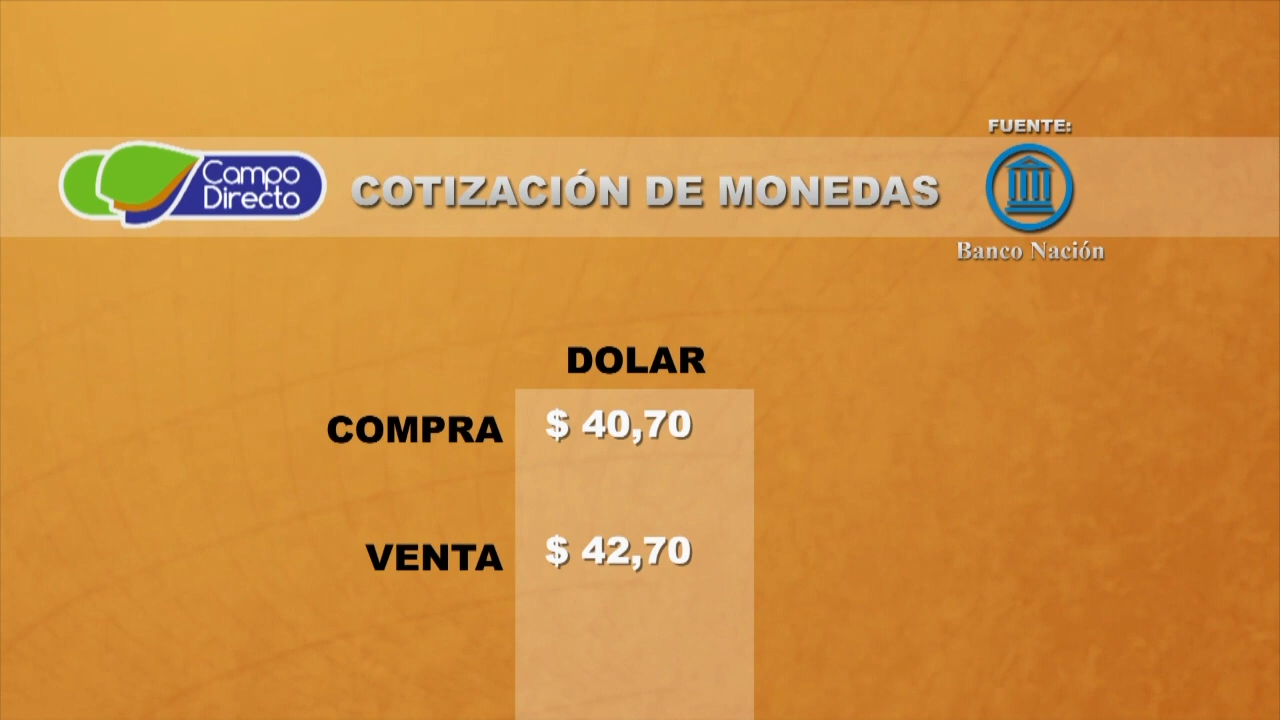 FUENTE:
Campo
Directo
COTIZACIÓN DE MONEDAS
Banco Nación
DOLAR
COMPRA $ 40,70
VENTA $ 42,70